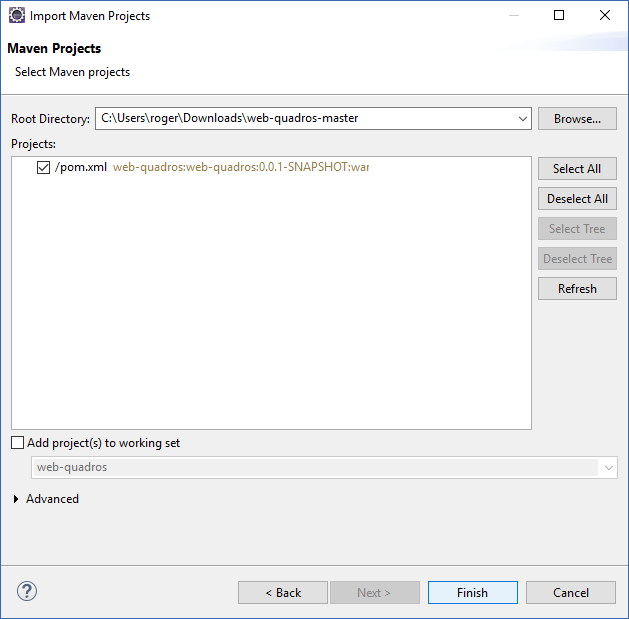 Import Maven Projects
Maven Projects
Select Maven projects
Root Directory: C:\Users\roger\Downloads\web-quadros-master Browse...
Projects:
/pom.xml web-quadros:web-quadros:0.0.1-SNAPSHOT:war
Select All
Deselect All
Select Tree
Deselect Tree
Refresh
Add project(s) to working set
web-quadros
Advanced
? < Back Next > Finish Cancel